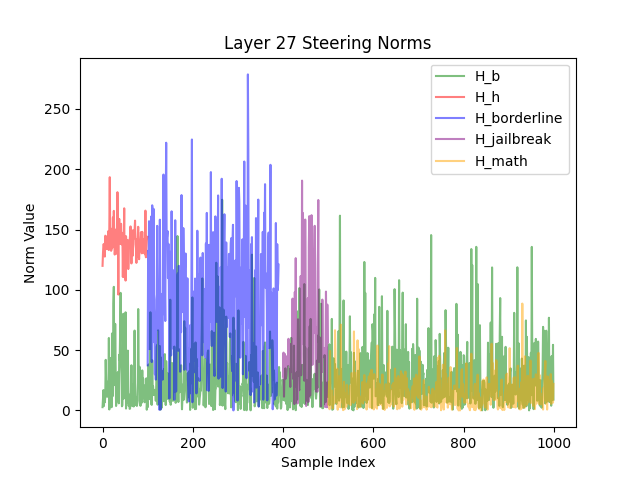 Layer 27 Steering Norms
H_b
H_h
H_borderline
H_jailbreak
H_math
Norm Value
250
200
150
100
50
0
0
200
400
600
800
1000
Sample Index